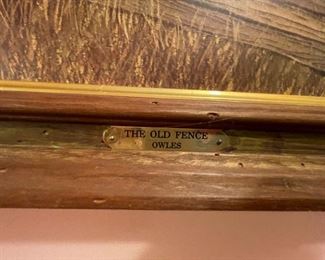 THE OLD FENCE
OWLES